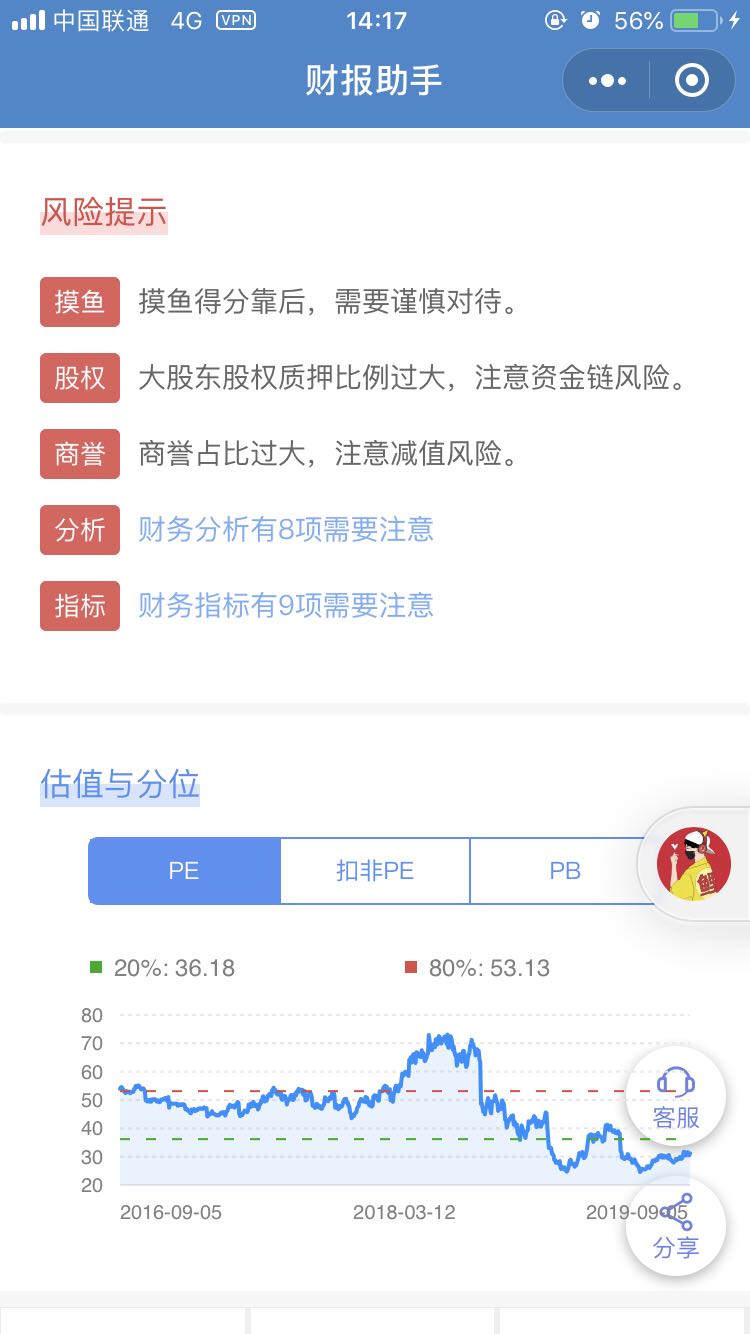 中国联通 4G VPN 14:17 56%
财报助手
风险提示
摸鱼 摸鱼得分靠后，需要谨慎对待。
股权 大股东股权质押比例过大，注意资金链风险。
商誉 商誉占比过大，注意减值风险。
分析 财务分析有8项需要注意
指标 财务指标有9项需要注意
估值与分位
PE 扣非PE PB
20%: 36.18 80%: 53.13
80
70
60
50
40
30
20
2016-09-05 2018-03-12 2019-09-05
客服
分享